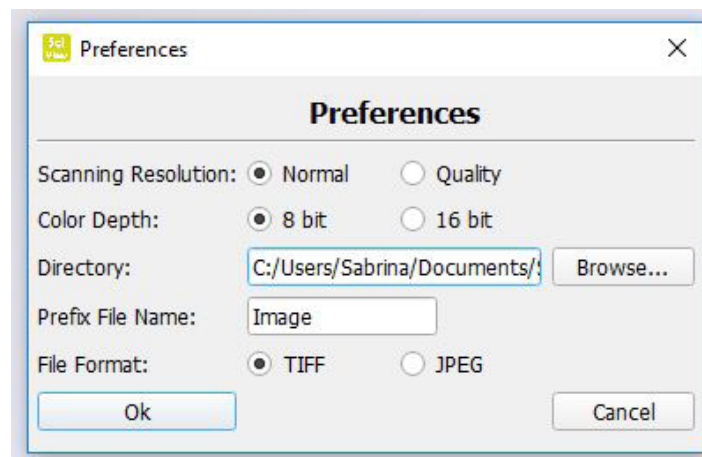 Preferences
Preferences
Scanning Resolution: Normal Quality
Color Depth: 8 bit 16 bit
Directory: C:/Users/Sabrina/Documents/ Browse...
Prefix File Name: Image
File Format: TIFF JPEG
Ok Cancel